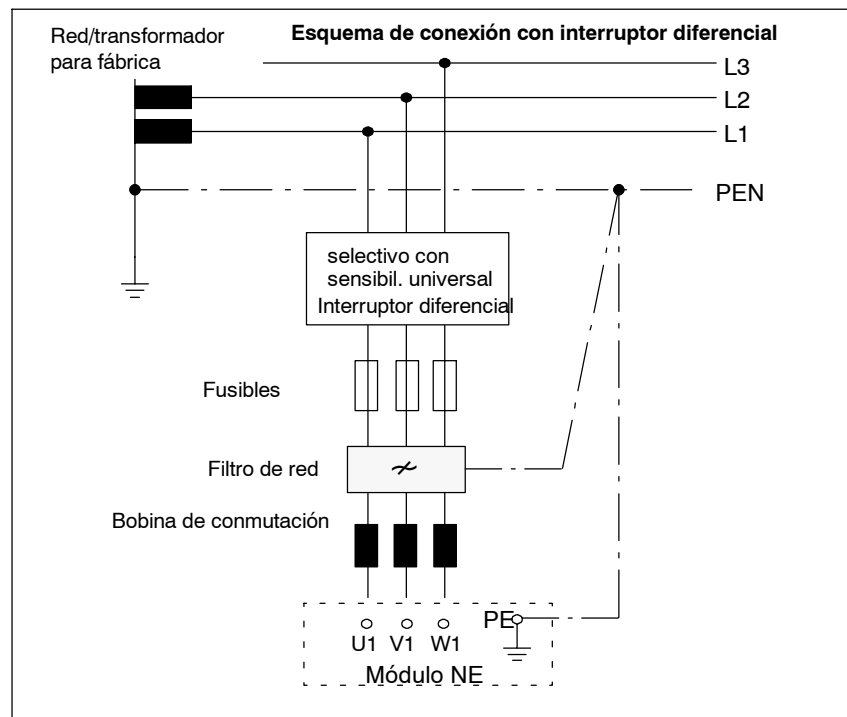 Red/transformador
para fábrica
Esquema de conexión con interruptor diferencial
L3
L2
L1
PEN
selectivo con
sensibil. universal
Interruptor diferencial
Fusibles
Filtro de red
Bobina de conmutación
PE
U1 V1 W1
Módulo NE